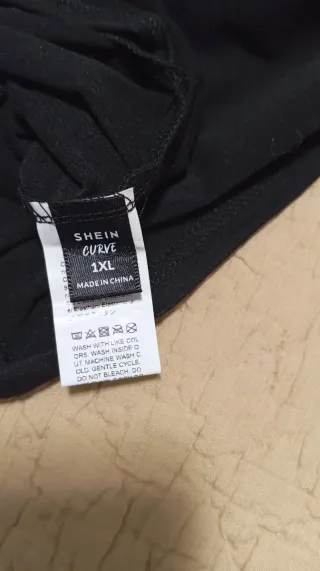 SHEIN
CURVE
1XL
MADE IN CHINA
WASH WITH LIKE COL
ORS. WASH INSIDE O
UT MACHINE WASH C
OLD. GENTLE CYCLE.
DO NOT BLEACH. DO